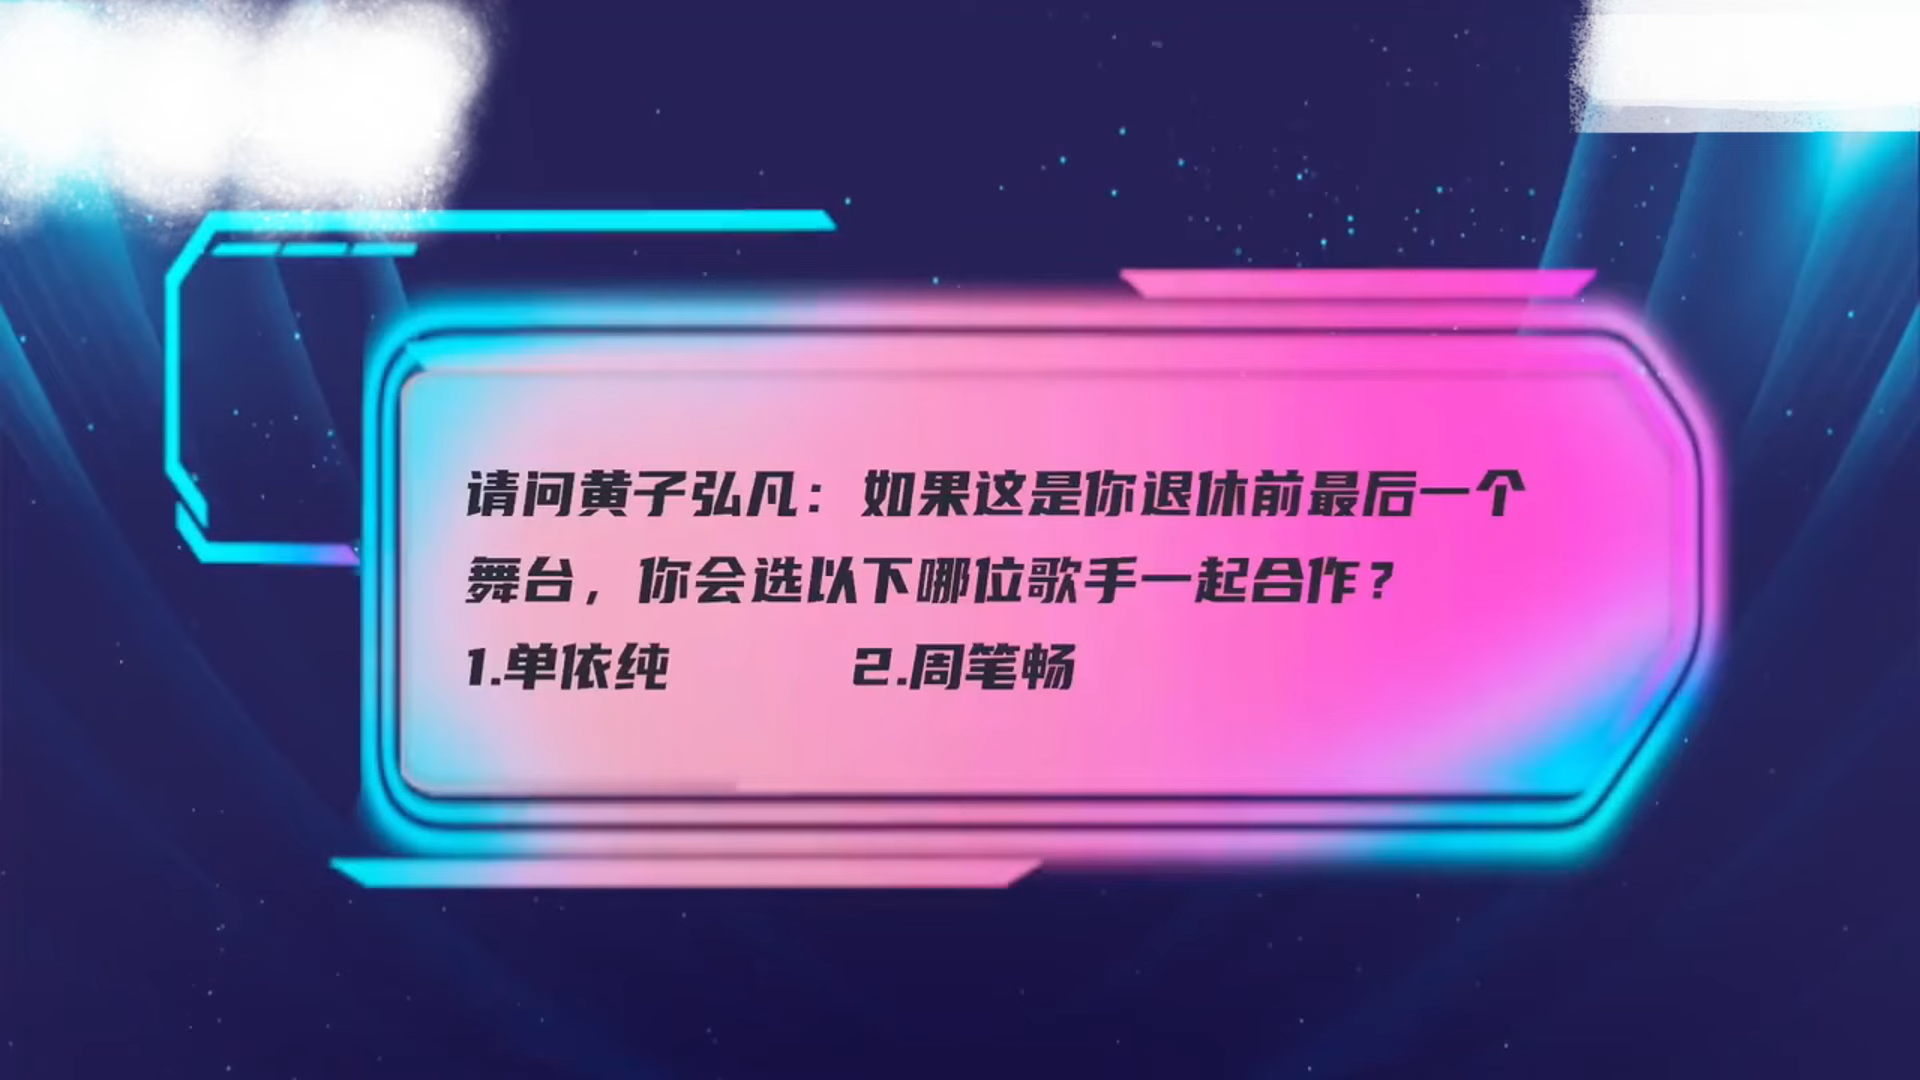 请问黄子弘凡：如果这是你退休前最后一个
舞台，你会选以下哪位歌手一起合作？
1.单依纯 2.周笔畅